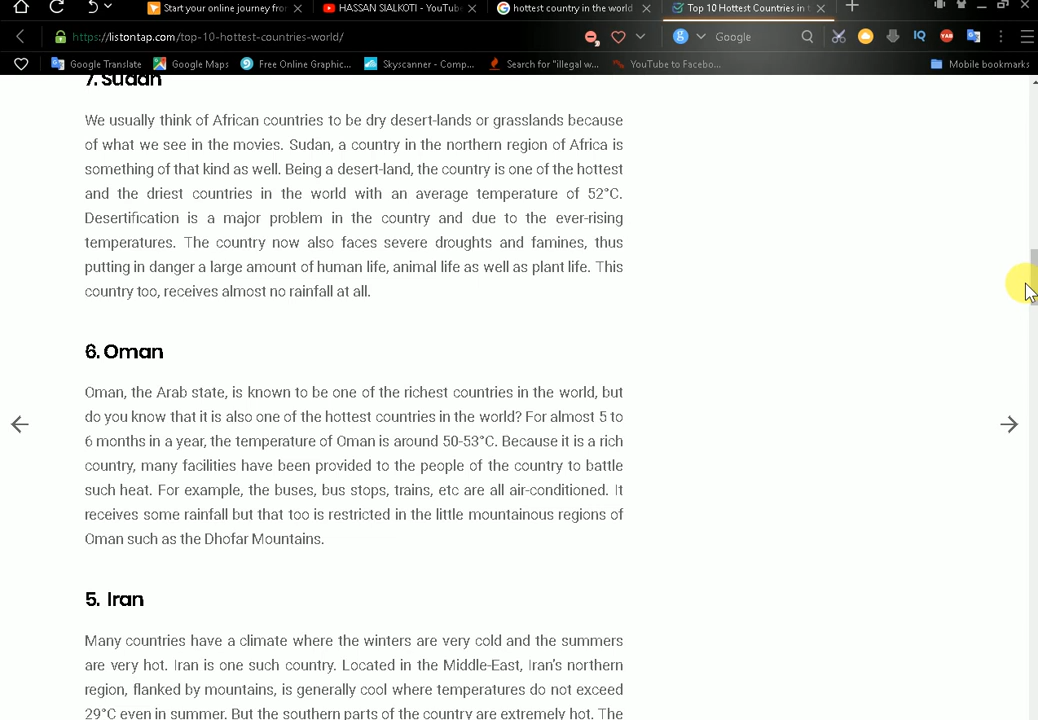 Start your online journey fro
HASSAN SIALKOTI - YouTub
hottest country in the world
Top 10 Hottest Countries in t
https://listontap.com/top-10-hottest-countries-world/
Google
Google Translate
Google Maps
Free Online Graphic...
Skyscanner - Comp...
Search for "illegal w...
YouTube to Facebo...
Mobile bookmarks
7. Sudan
We usually think of African countries to be dry desert-lands or grasslands because
of what we see in the movies. Sudan, a country in the northern region of Africa is
something of that kind as well. Being a desert-land, the country is one of the hottest
and the driest countries in the world with an average temperature of 52°C.
Desertification is a major problem in the country and due to the ever-rising
temperatures. The country now also faces severe droughts and famines, thus
putting in danger a large amount of human life, animal life as well as plant life. This
country too, receives almost no rainfall at all.
6. Oman
Oman, the Arab state, is known to be one of the richest countries in the world, but
do you know that it is also one of the hottest countries in the world? For almost 5 to
6 months in a year, the temperature of Oman is around 50-53°C. Because it is a rich
country, many facilities have been provided to the people of the country to battle
such heat. For example, the buses, bus stops, trains, etc are all air-conditioned. It
receives some rainfall but that too is restricted in the little mountainous regions of
Oman such as the Dhofar Mountains.
5. Iran
Many countries have a climate where the winters are very cold and the summers
are very hot. Iran is one such country. Located in the Middle-East, Iran's northern
region, flanked by mountains, is generally cool where temperatures do not exceed
29°C even in summer. But the southern parts of the country are extremely hot. The